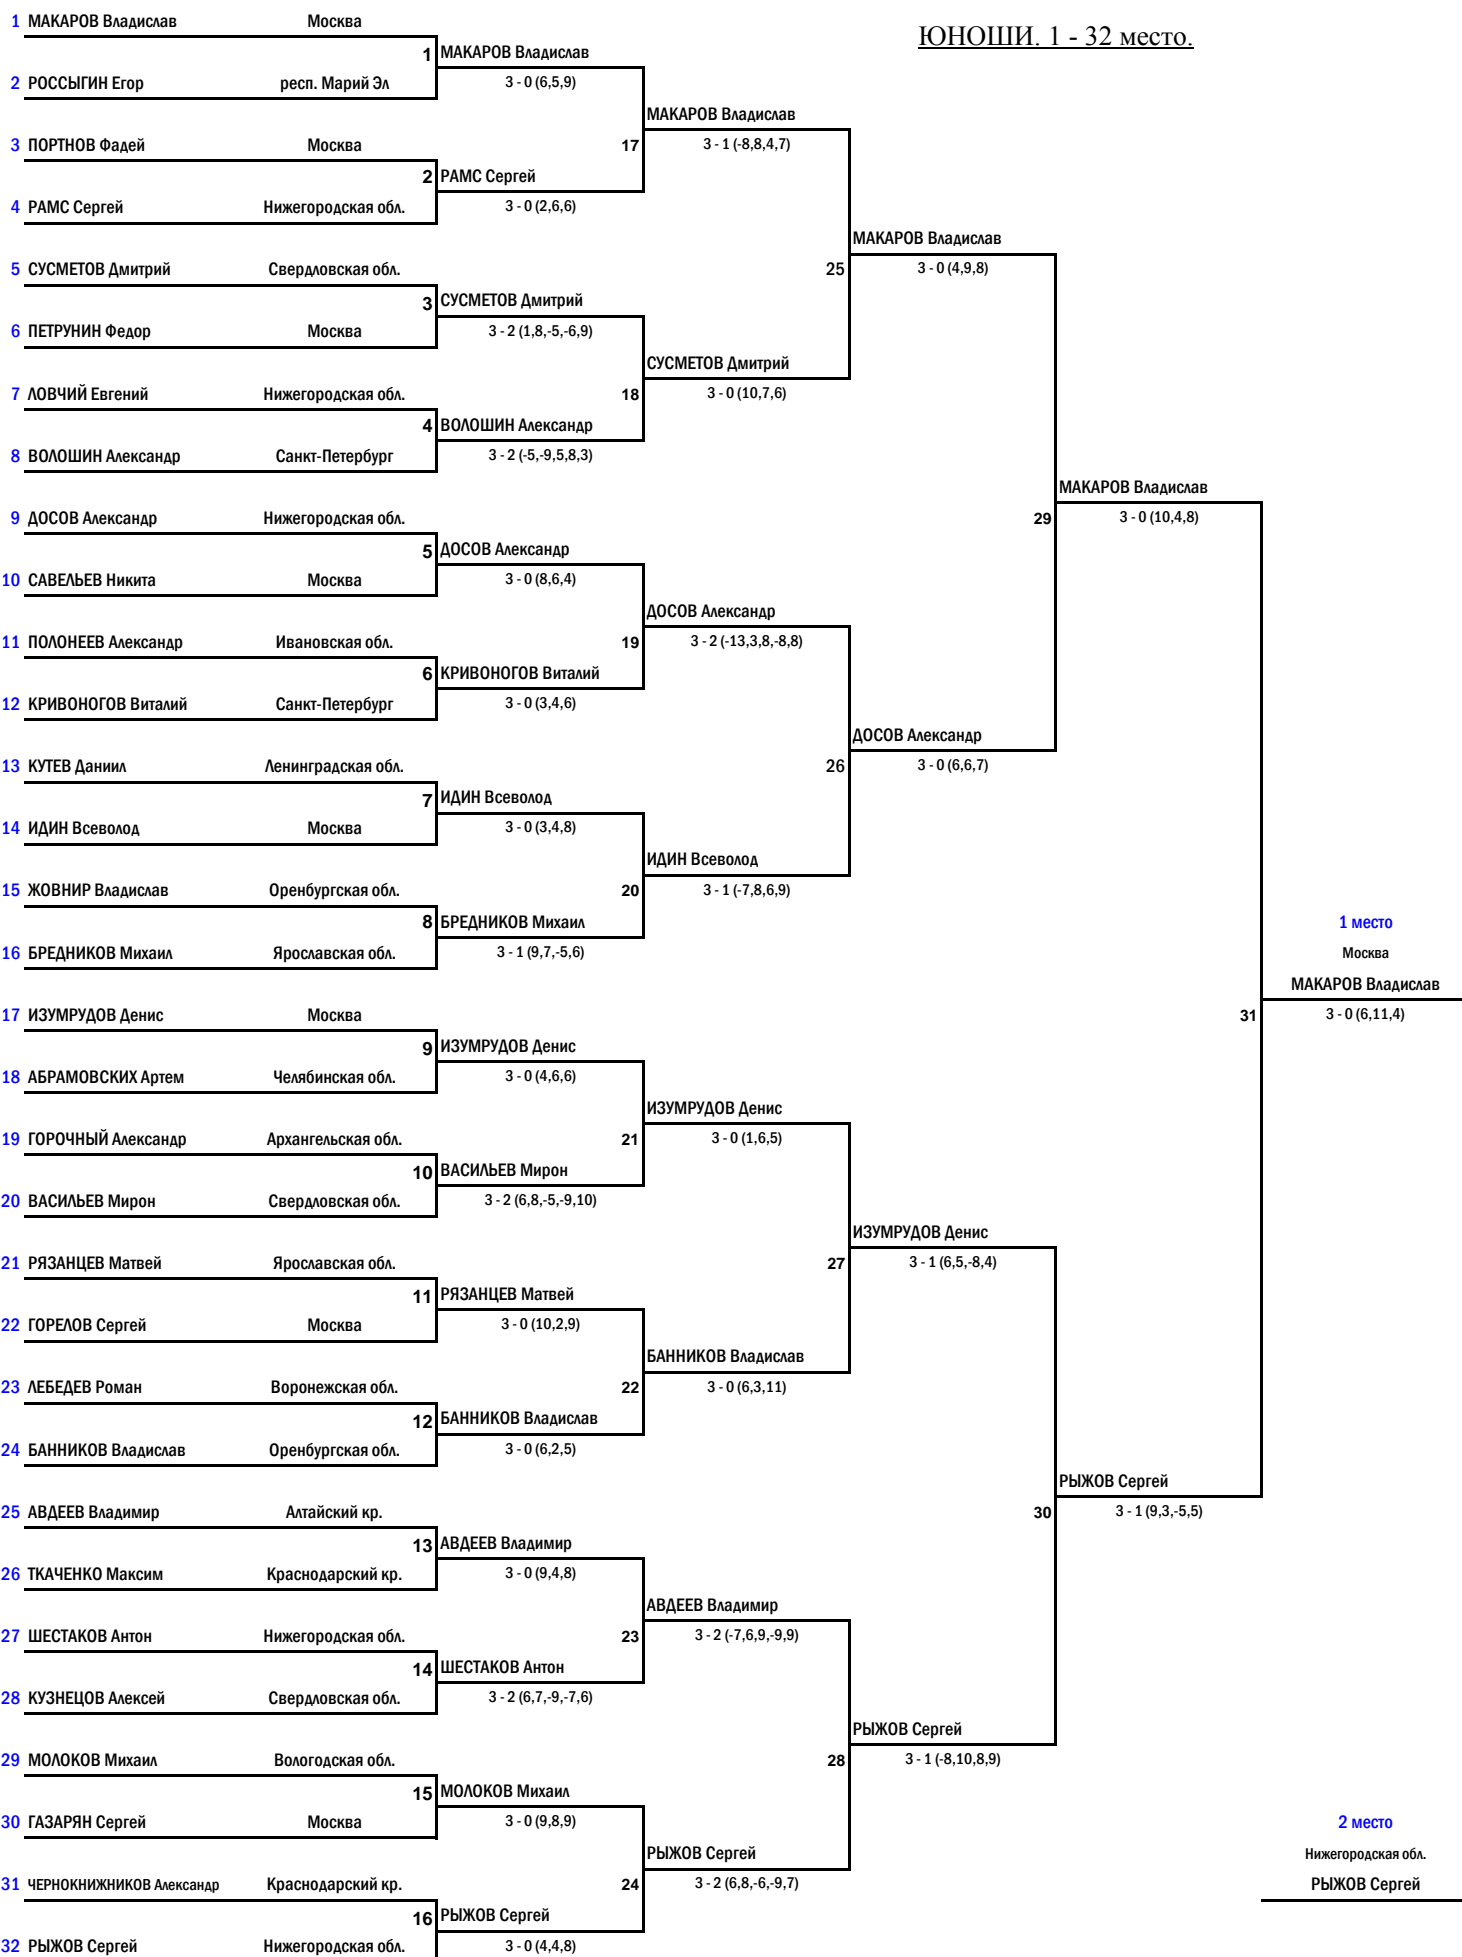 ЮНОШИ. 1 - 32 место.
1 МАКАРОВ Владислав Москва
1 МАКАРОВ Владислав
2 РОССЫГИН Егор респ. Марий Эл
3 - 0 (6,5,9)
МАКАРОВ Владислав
3 ПОРТНОВ Фадей Москва
17
3 - 1 (-8,8,4,7)
2 РАМС Сергей
4 РАМС Сергей Нижегородская обл.
3 - 0 (2,6,6)
МАКАРОВ Владислав
5 СУСМЕТОВ Дмитрий Свердловская обл.
25
3 - 0 (4,9,8)
3 СУСМЕТОВ Дмитрий
6 ПЕТРУНИН Федор Москва
3 - 2 (1,8,-5,-6,9)
СУСМЕТОВ Дмитрий
7 ЛОВЧИЙ Евгений Нижегородская обл.
18
3 - 0 (10,7,6)
4 ВОЛОШИН Александр
8 ВОЛОШИН Александр Санкт-Петербург
3 - 2 (-5,-9,5,8,3)
МАКАРОВ Владислав
9 ДОСОВ Александр Нижегородская обл.
29
3 - 0 (10,4,8)
5 ДОСОВ Александр
10 САВЕЛЬЕВ Никита Москва
3 - 0 (8,6,4)
ДОСОВ Александр
11 ПОЛОНЕЕВ Александр Ивановская обл.
19
3 - 2 (-13,3,8,-8,8)
6 КРИВОНОГОВ Виталий
12 КРИВОНОГОВ Виталий Санкт-Петербург
3 - 0 (3,4,6)
ДОСОВ Александр
13 КУТЕВ Даниил Ленинградская обл.
26
3 - 0 (6,6,7)
7 ИДИН Всеволод
14 ИДИН Всеволод Москва
3 - 0 (3,4,8)
ИДИН Всеволод
15 ЖОВНИР Владислав Оренбургская обл.
20
3 - 1 (-7,8,6,9)
8 БРЕДНИКОВ Михаил
1 место
16 БРЕДНИКОВ Михаил Ярославская обл.
3 - 1 (9,7,-5,6)
Москва
МАКАРОВ Владислав
17 ИЗУМРУДОВ Денис Москва
31
3 - 0 (6,11,4)
9 ИЗУМРУДОВ Денис
18 АБРАМОВСКИХ Артем Челябинская обл.
3 - 0 (4,6,6)
ИЗУМРУДОВ Денис
19 ГОРОЧНЫЙ Александр Архангельская обл.
21
3 - 0 (1,6,5)
10 ВАСИЛЬЕВ Мирон
20 ВАСИЛЬЕВ Мирон Свердловская обл.
3 - 2 (6,8,-5,-9,10)
ИЗУМРУДОВ Денис
21 РЯЗАНЦЕВ Матвей Ярославская обл.
27
3 - 1 (6,5,-8,4)
11 РЯЗАНЦЕВ Матвей
22 ГОРЕЛОВ Сергей Москва
3 - 0 (10,2,9)
БАННИКОВ Владислав
23 ЛЕБЕДЕВ Роман Воронежская обл.
22
3 - 0 (6,3,11)
12 БАННИКОВ Владислав
24 БАННИКОВ Владислав Оренбургская обл.
3 - 0 (6,2,5)
РЫЖОВ Сергей
25 АВДЕЕВ Владимир Алтайский кр.
30
3 - 1 (9,3,-5,5)
13 АВДЕЕВ Владимир
26 ТКАЧЕНКО Максим Краснодарский кр.
3 - 0 (9,4,8)
АВДЕЕВ Владимир
27 ШЕСТАКОВ Антон Нижегородская обл.
23
3 - 2 (-7,6,9,-9,9)
14 ШЕСТАКОВ Антон
28 КУЗНЕЦОВ Алексей Свердловская обл.
3 - 2 (6,7,-9,-7,6)
РЫЖОВ Сергей
29 МОЛОКОВ Михаил Вологодская обл.
28
3 - 1 (-8,10,8,9)
15 МОЛОКОВ Михаил
30 ГАЗАРЯН Сергей Москва
3 - 0 (9,8,9)
2 место
РЫЖОВ Сергей
Нижегородская обл.
31 ЧЕРНОКНИЖНИКОВ Александр Краснодарский кр.
24
3 - 2 (6,8,-6,-9,7)
РЫЖОВ Сергей
16 РЫЖОВ Сергей
32 РЫЖОВ Сергей Нижегородская обл.
3 - 0 (4,4,8)